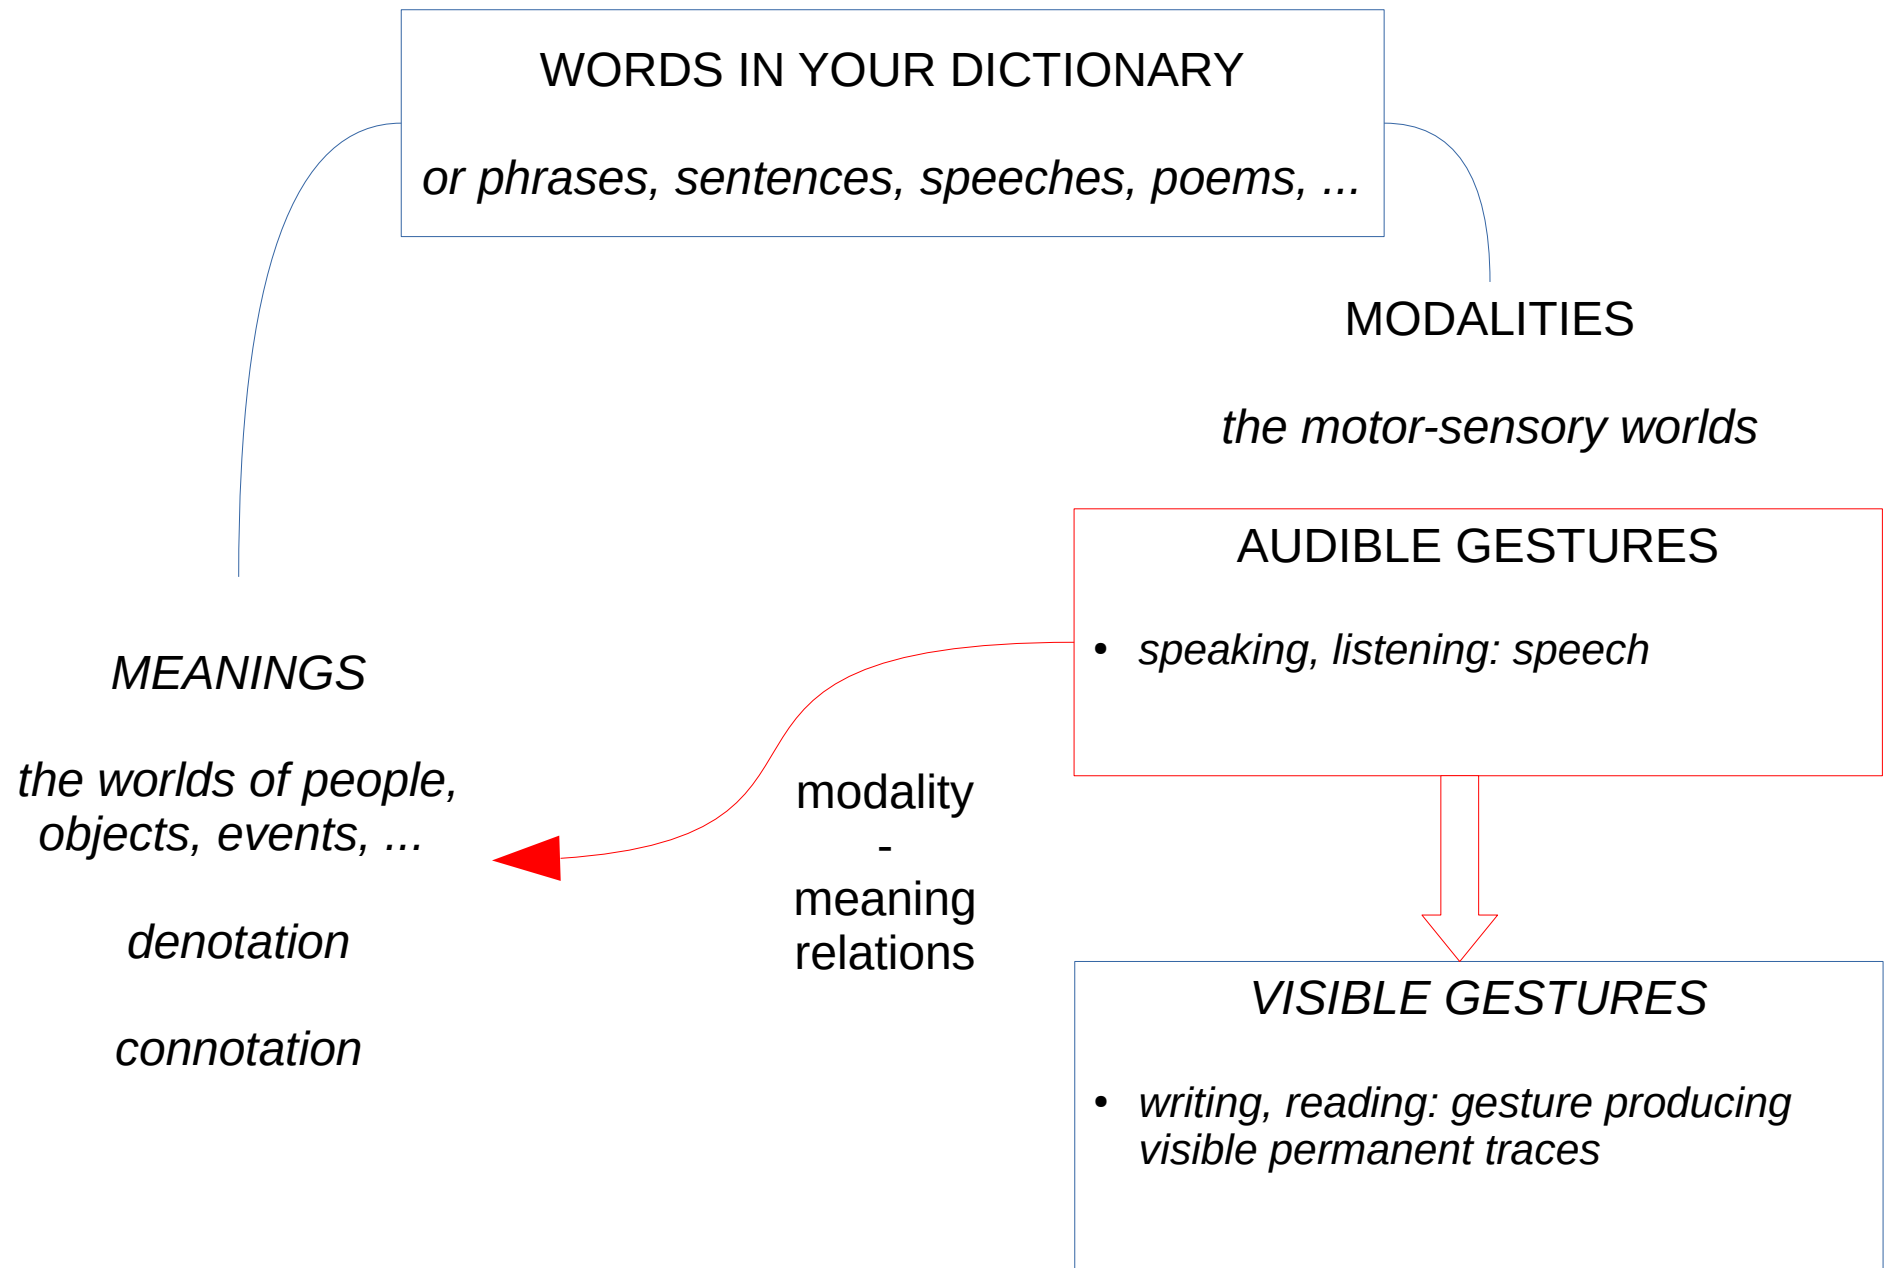 WORDS IN YOUR DICTIONARY
or phrases, sentences, speeches, poems, ...
MODALITIES
the motor-sensory worlds
AUDIBLE GESTURES
• speaking, listening: speech
MEANINGS
the worlds of people,
objects, events, ...
denotation
connotation
modality
-
meaning
relations
VISIBLE GESTURES
• writing, reading: gesture producing
visible permanent traces